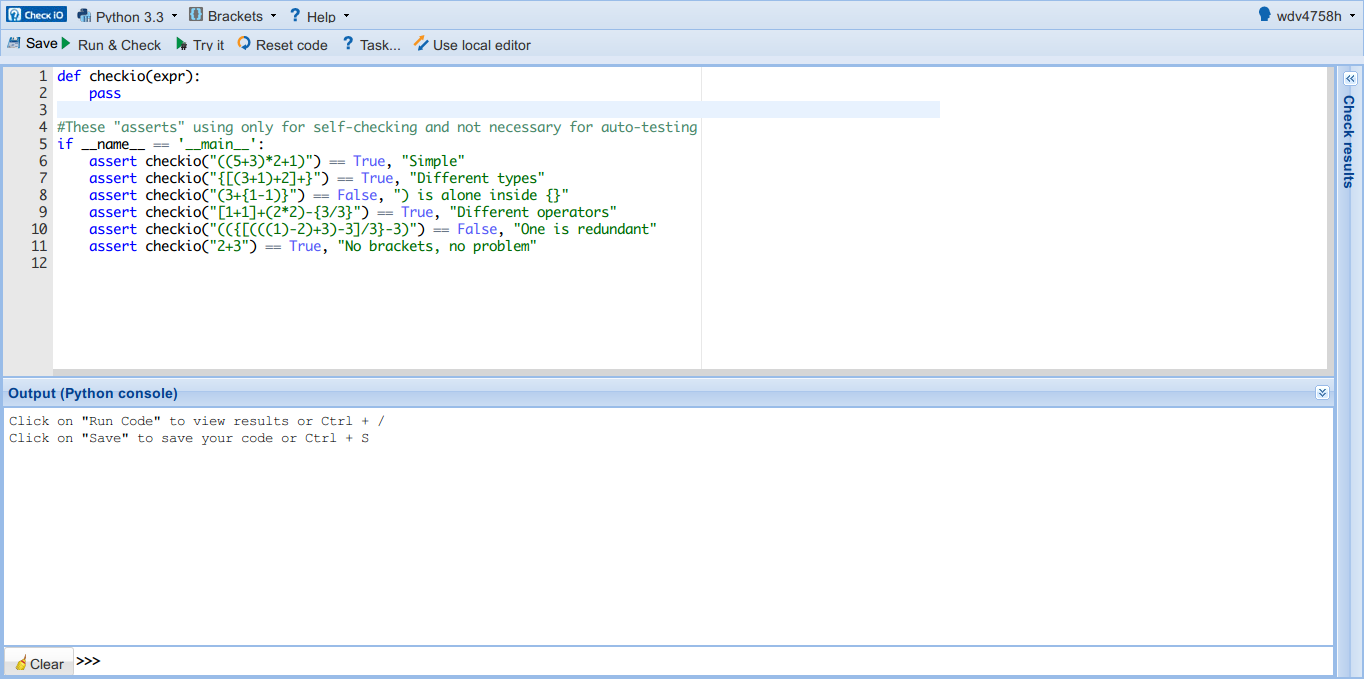 Check iO Python 3.3 Brackets ? Help wdv4758h
Save Run & Check Try it Reset code ? Task... Use local editor
1 def checkio(expr):
2     pass
3
4 #These "asserts" using only for self-checking and not necessary for auto-testing
5 if __name__ == '__main__':
6     assert checkio("((5+3)*2+1)") == True, "Simple"
7     assert checkio("{[(3+1)+2]+}") == True, "Different types"
8     assert checkio("(3+{1-1)}") == False, ") is alone inside {}"
9     assert checkio("[1+1]+(2*2)-{3/3}") == True, "Different operators"
10     assert checkio("(({[(((1)-2)+3)-3]/3}-3)") == False, "One is redundant"
11     assert checkio("2+3") == True, "No brackets, no problem"
12
Check results
Output (Python console)
Click on "Run Code" to view results or Ctrl + /
Click on "Save" to save your code or Ctrl + S
Clear >>>